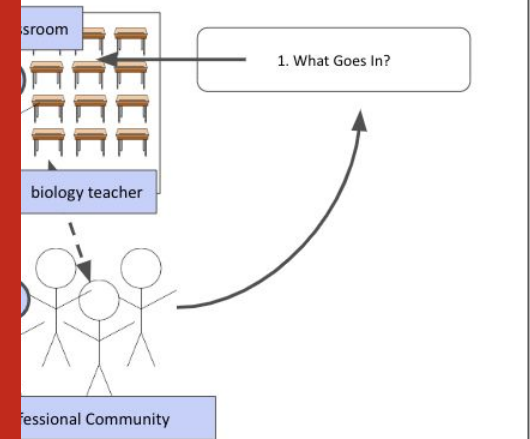 sroom
1. What Goes In?
biology teacher
fessional Community